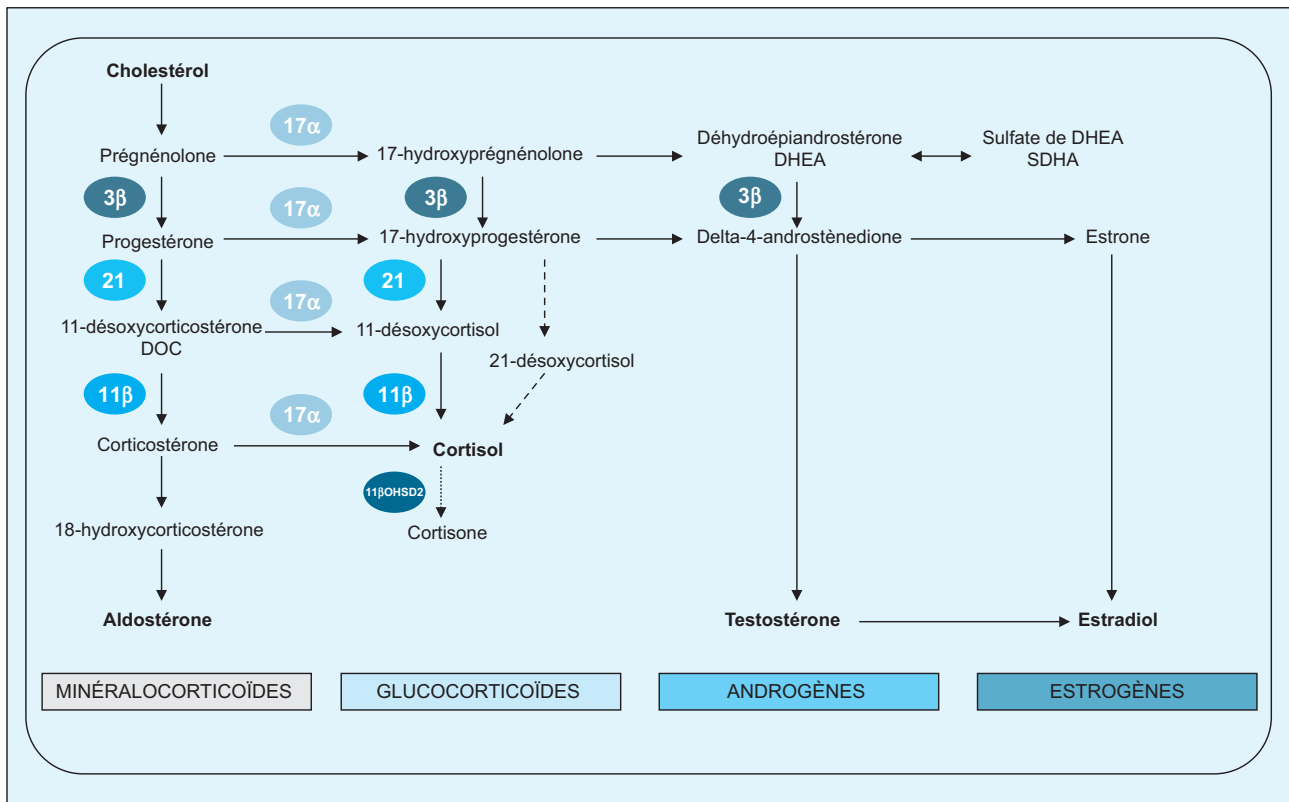 Cholestérol
17α
Prégnénolone
17-hydroxyprégnénolone
Déhydroépiandrostérone
DHEA
Sulfate de DHEA
SDHA
3β
17α
3β
3β
Progestérone
17-hydroxyprogestérone
Delta-4-androstènedione
Estrone
21
17α
21
11-désoxycorticostérone
DOC
11-désoxycortisol
21-désoxycortisol
11β
17α
11β
Corticostérone
Cortisol
11βOHSD2
18-hydroxycorticostérone
Cortisone
Aldostérone
Testostérone
Estradiol
MINÉRALOCORTICOÏDES
GLUCOCORTICOÏDES
ANDROGÈNES
ESTROGÈNES